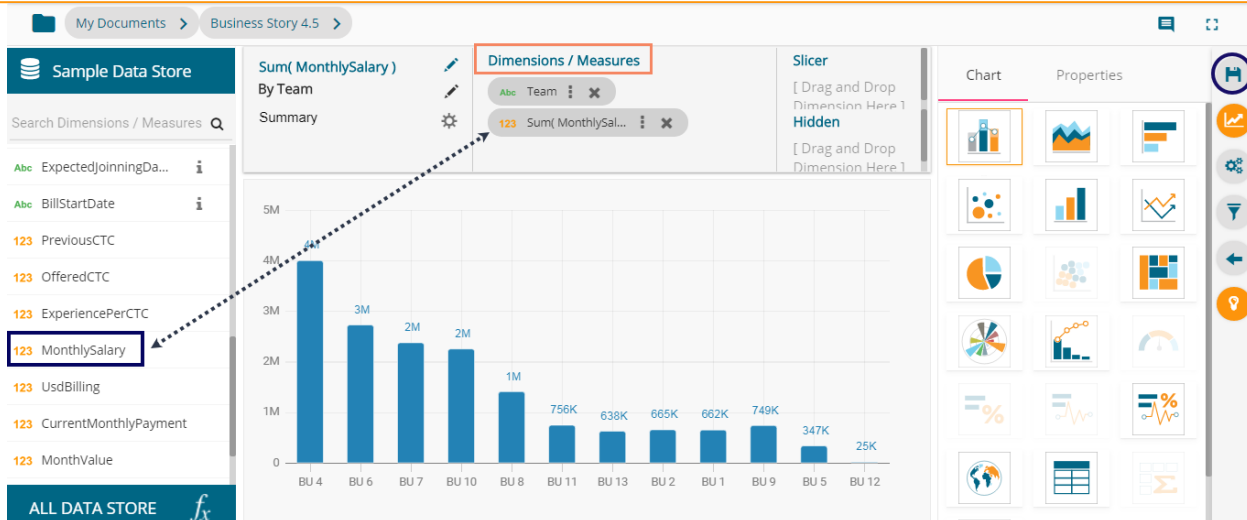 My Documents
Business Story 4.5
Sample Data Store
Search Dimensions / Measures
Abc ExpectedJoinningDa... i
Abc BillStartDate i
123 PreviousCTC
123 OfferedCTC
123 ExperiencePerCTC
123 MonthlySalary
123 UsdBilling
123 CurrentMonthlyPayment
123 MonthValue
ALL DATA STORE fx
Sum( MonthlySalary )
By Team
Summary
Dimensions / Measures
Abc Team
123 Sum( MonthlySal...
Slicer
[ Drag and Drop
Dimension Here ]
Hidden
[ Drag and Drop
Dimension Here ]
5M
4M
3M
2M
1M
0
4M
3M
2M
2M
1M
756K
638K
665K
662K
749K
347K
25K
BU 4
BU 6
BU 7
BU 10
BU 8
BU 11
BU 13
BU 2
BU 1
BU 9
BU 5
BU 12
Chart
Properties
%
%